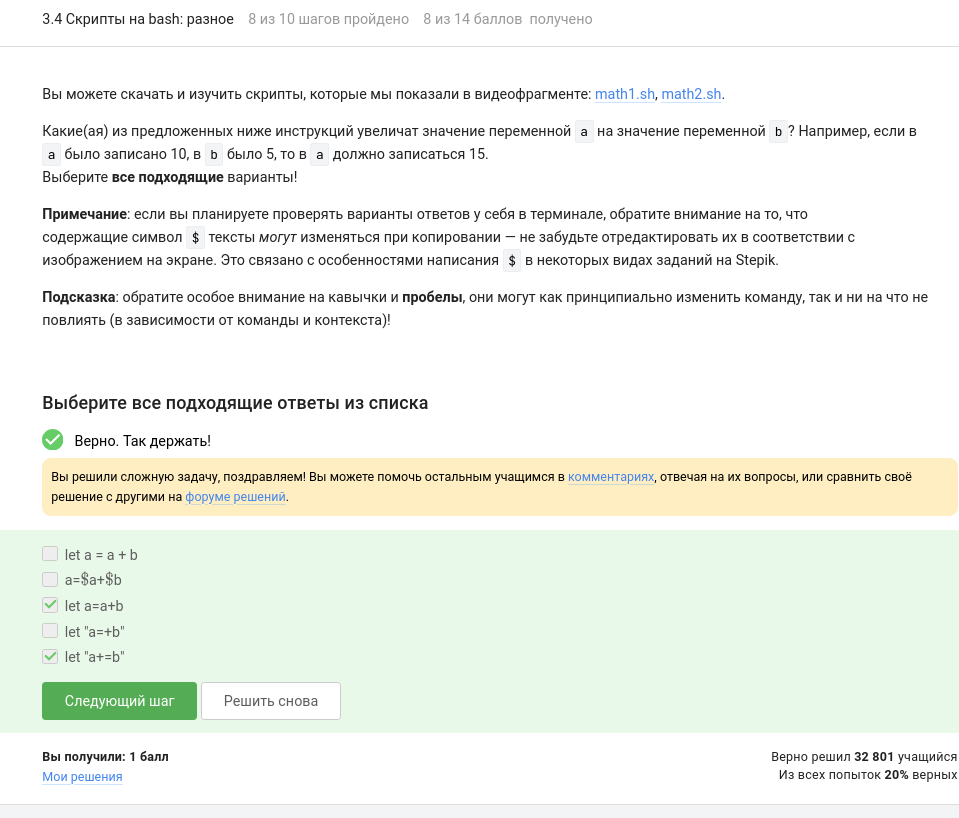 3.4 Скрипты на bash: разное 8 из 10 шагов пройдено 8 из 14 баллов получено
Вы можете скачать и изучить скрипты, которые мы показали в видеофрагменте: math1.sh, math2.sh.
Какие(ая) из предложенных ниже инструкций увеличат значение переменной a на значение переменной b? Например, если в
a было записано 10, в b было 5, то в a должно записаться 15.
Выберите все подходящие варианты!
Примечание: если вы планируете проверять варианты ответов у себя в терминале, обратите внимание на то, что
содержащие символ $ тексты могут изменяться при копировании — не забудьте отредактировать их в соответствии с
изображением на экране. Это связано с особенностями написания $ в некоторых видах заданий на Stepik.
Подсказка: обратите особое внимание на кавычки и пробелы, они могут как принципиально изменить команду, так и ни на что не
повлиять (в зависимости от команды и контекста)!
Выберите все подходящие ответы из списка
Верно. Так держать!
Вы решили сложную задачу, поздравляем! Вы можете помочь остальным учащимся в комментариях, отвечая на их вопросы, или сравнить своё
решение с другими на форуме решений.
let a = a + b
a=$a+$b
let a=a+b
let "a=+b"
let "a+=b"
Следующий шаг Решить снова
Вы получили: 1 балл Верно решил 32 801 учащийся
Мои решения Из всех попыток 20% верных